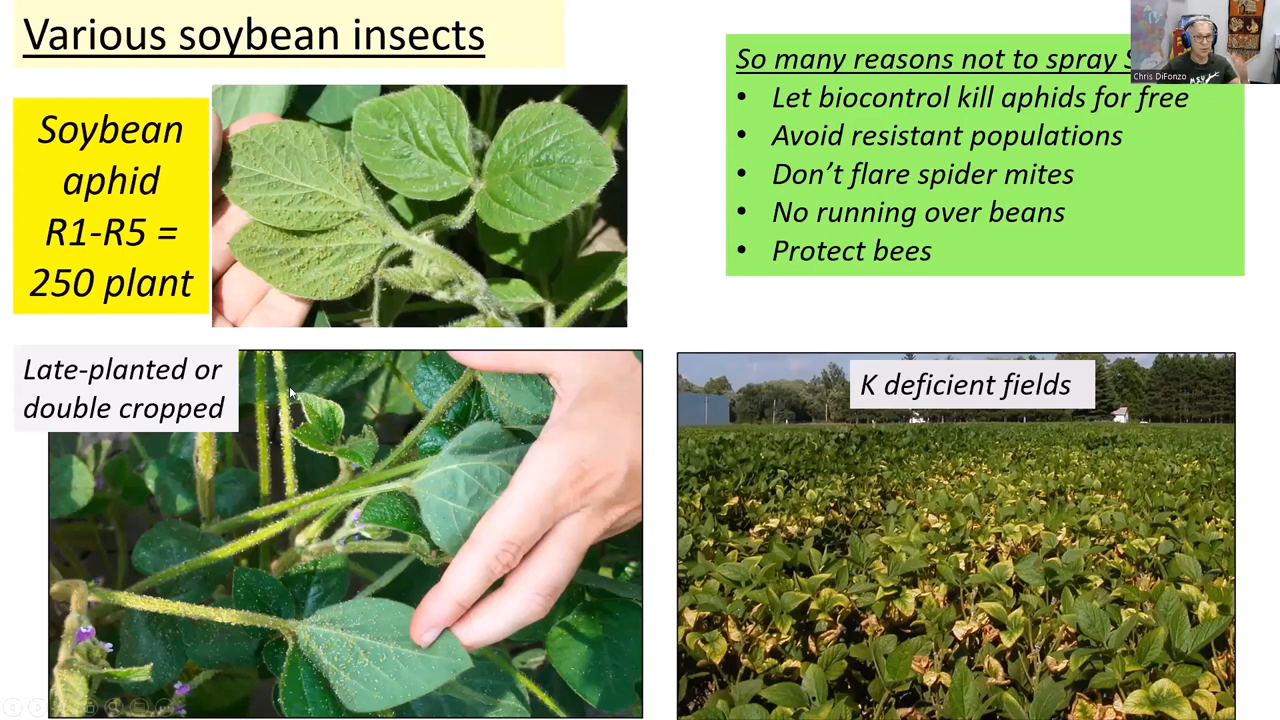 Various soybean insects
Soybean
aphid
R1-R5 =
250 plant
So many reasons not to spray
• Let biocontrol kill aphids for free
• Avoid resistant populations
• Don't flare spider mites
• No running over beans
• Protect bees
Chris DiFonzo
Late-planted or
double cropped
K deficient fields